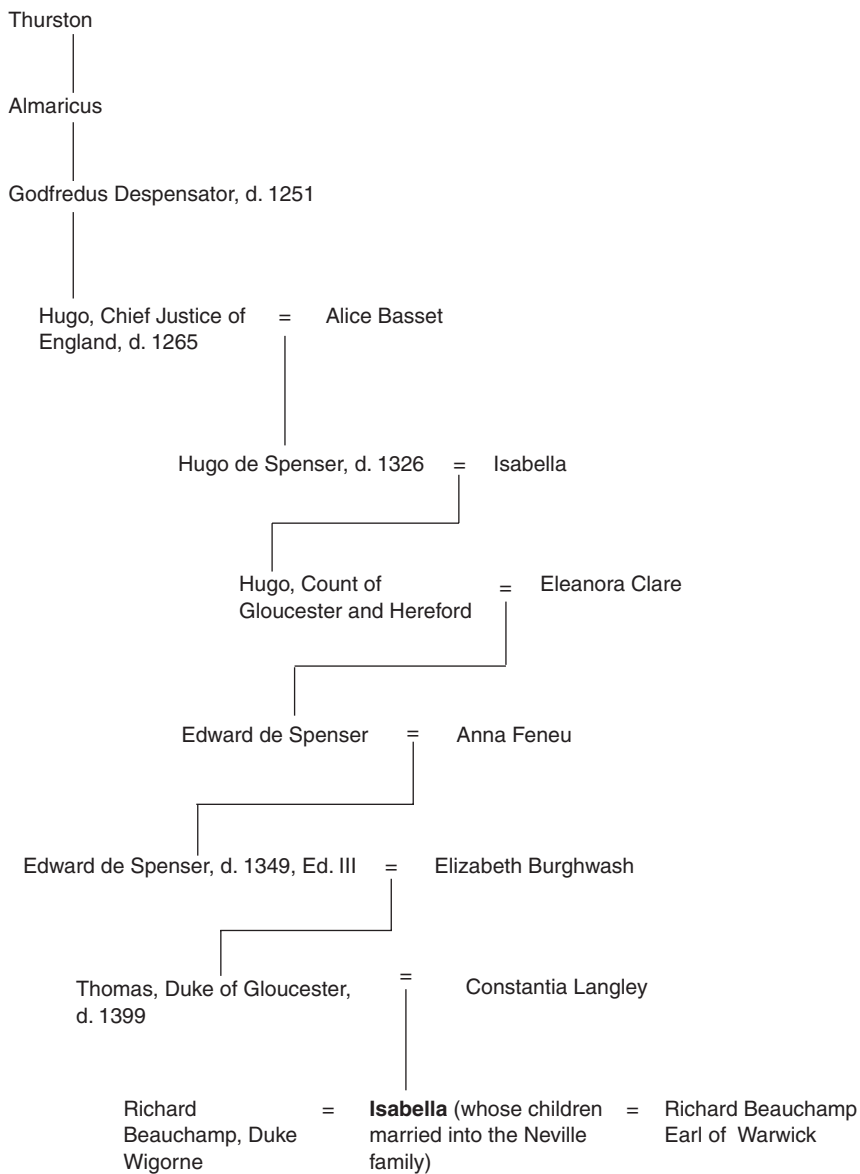 Thurston
Almaricus
Godfredus Despensator, d. 1251
Hugo, Chief Justice of = Alice Basset
England, d. 1265
Hugo de Spenser, d. 1326 = Isabella
Hugo, Count of = Eleanora Clare
Gloucester and Hereford
Edward de Spenser = Anna Feneu
Edward de Spenser, d. 1349, Ed. III = Elizabeth Burghwash
Thomas, Duke of Gloucester, = Constantia Langley
d. 1399
Richard = Isabella (whose children = Richard Beauchamp
Beauchamp, Duke married into the Neville Earl of Warwick
Wigorne family)